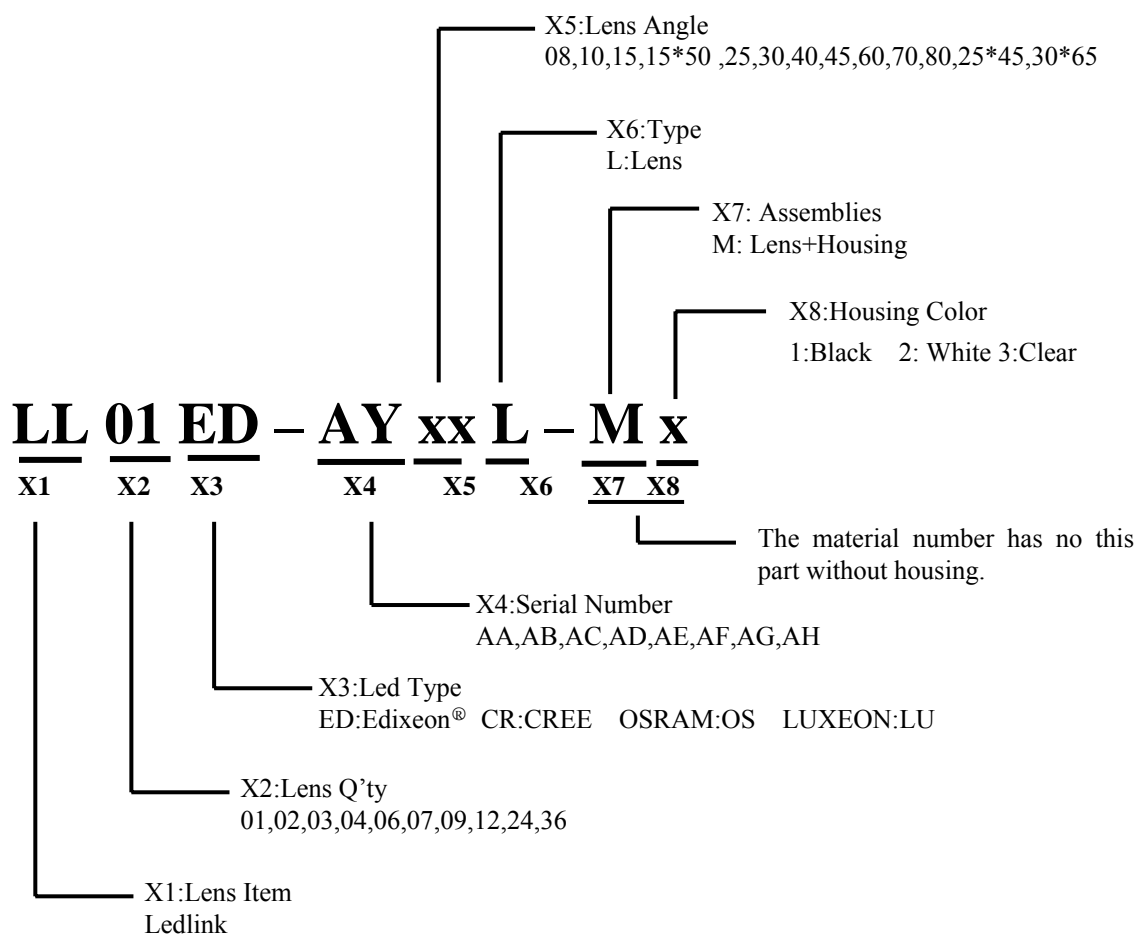 X5:Lens Angle
08,10,15,15*50 ,25,30,40,45,60,70,80,25*45,30*65
X6:Type
L:Lens
X7: Assemblies
M: Lens+Housing
X8:Housing Color
1:Black 2: White 3:Clear
LL 01 ED – AY xx L – M x
X1 X2 X3 X4 X5 X6 X7 X8
The material number has no this
part without housing.
X4:Serial Number
AA,AB,AC,AD,AE,AF,AG,AH
X3:Led Type
ED:Edixeon® CR:CREE OSRAM:OS LUXEON:LU
X2:Lens Q’ty
01,02,03,04,06,07,09,12,24,36
X1:Lens Item
Ledlink